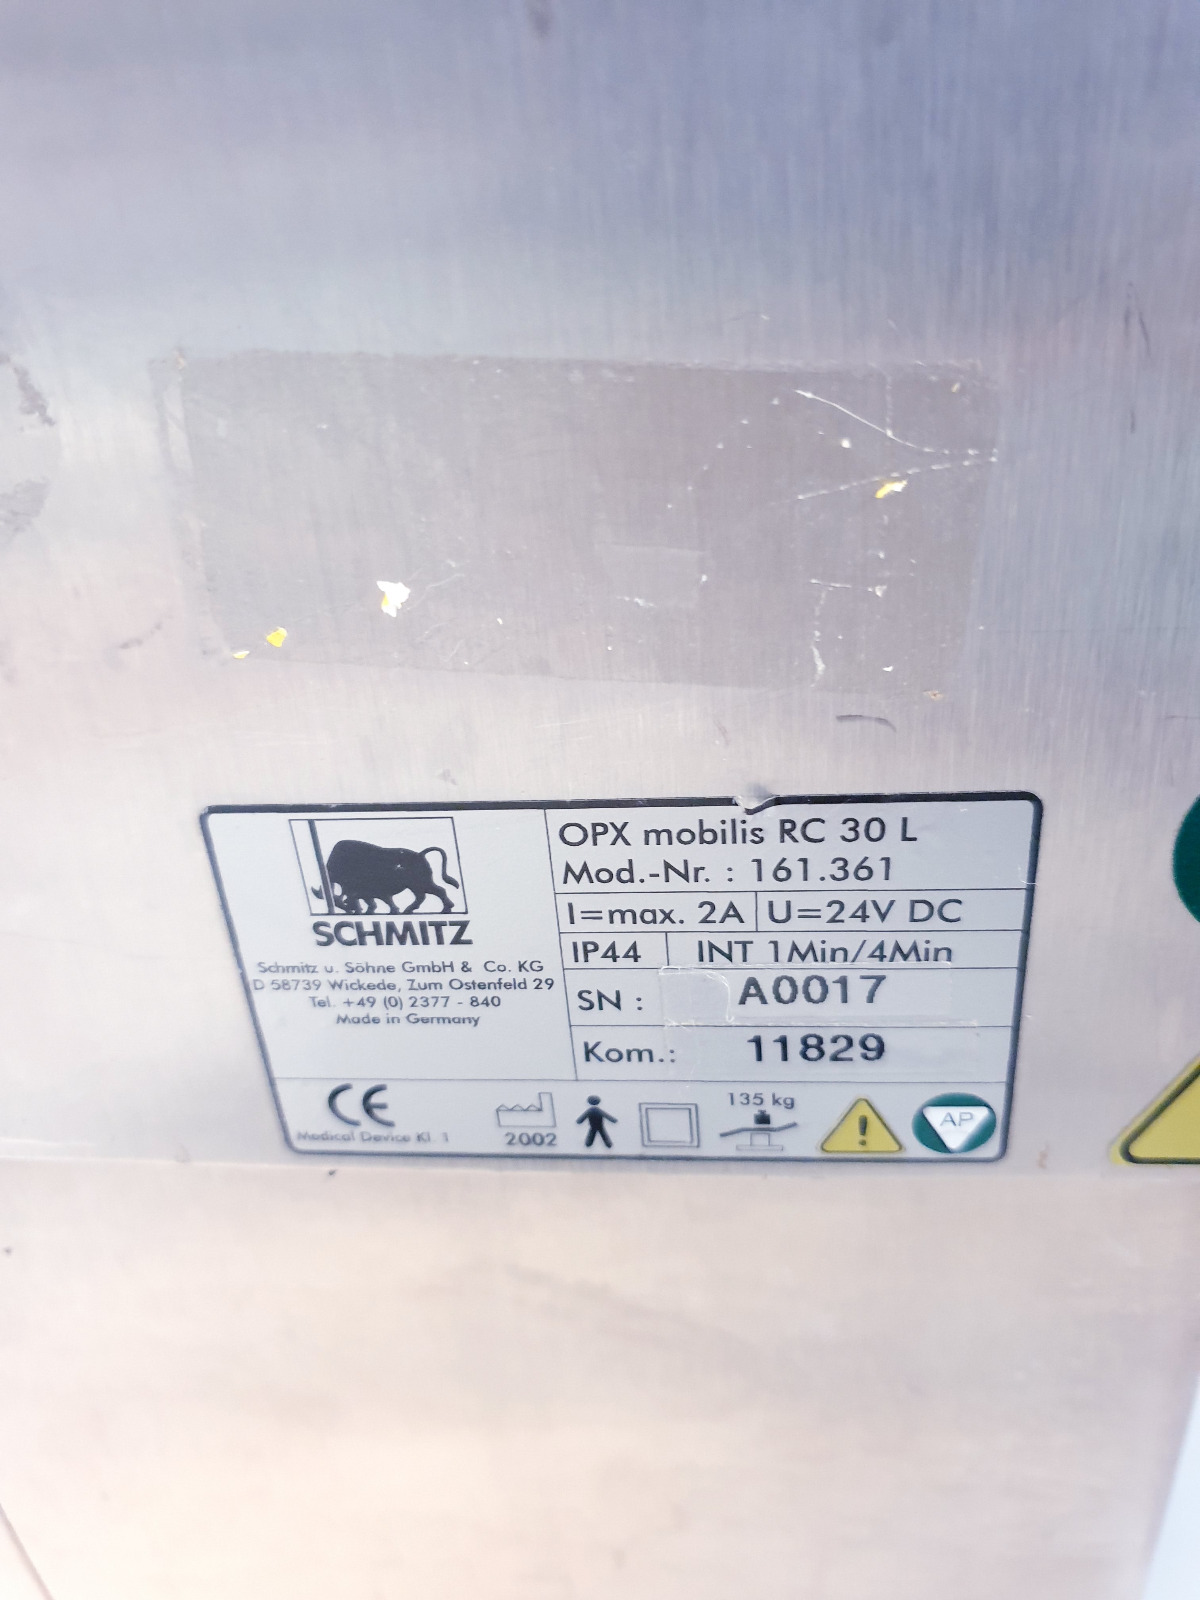 SCHMITZ
Schmitz u. Söhne GmbH & Co. KG
D 58739 Wickede, Zum Ostenfeld 29
Tel. +49 (0) 2377 - 840
Made in Germany
OPX mobilis RC 30 L
Mod.-Nr. : 161.361
I=max. 2A U=24V DC
IP44 INT 1Min/4Min
SN : A0017
Kom.: 11829
CE
Medical Device Kl. 1
2002
135 kg
!
AP